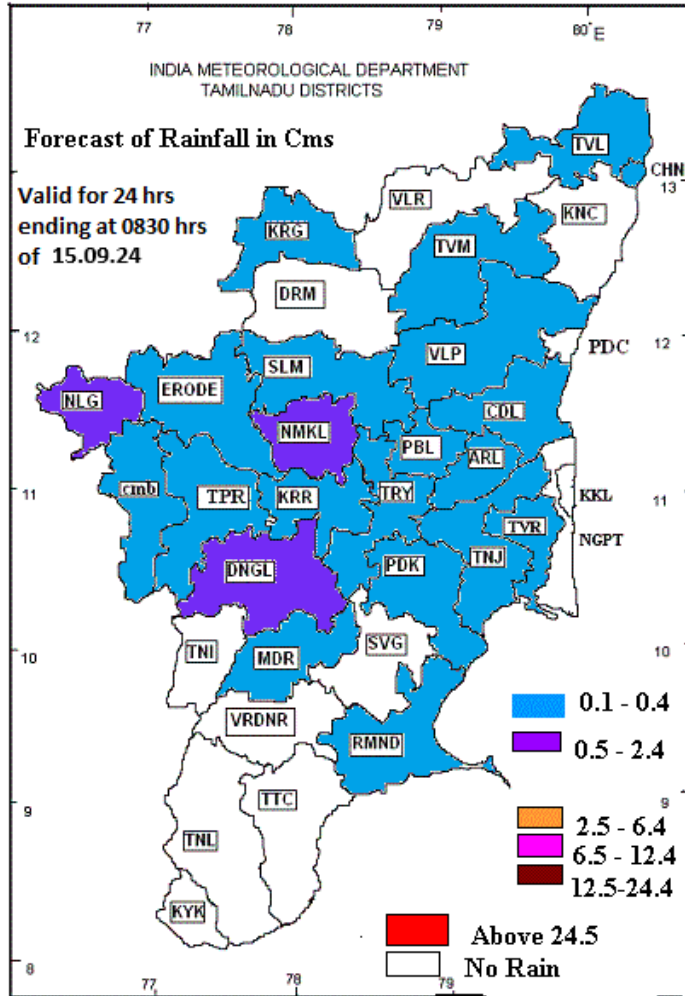 77 78 79 80 E
INDIA METEOROLOGICAL DEPARTMENT
TAMILNADU DISTRICTS
Forecast of Rainfall in Cms
Valid for 24 hrs
ending at 0830 hrs
of 15.09.24
TVL
CHN
13 13
VLR
KNC
KRG
TVM
DRM
12 12
PDC
VLP
SLM
ERODE
NLG
CDL
NMKL
PBL
ARL
cmb
TPR
KRR
TRY
11 11
KKL
TVR
NGPT
TNJ
PDK
DNGL
TNI
MDR
SVG
10 10
VRDNR
RMND
0.1 - 0.4
0.5 - 2.4
TTC
9 9
TNL
2.5 - 6.4
6.5 - 12.4
12.5-24.4
KYK
Above 24.5
No Rain
8
77 78 79